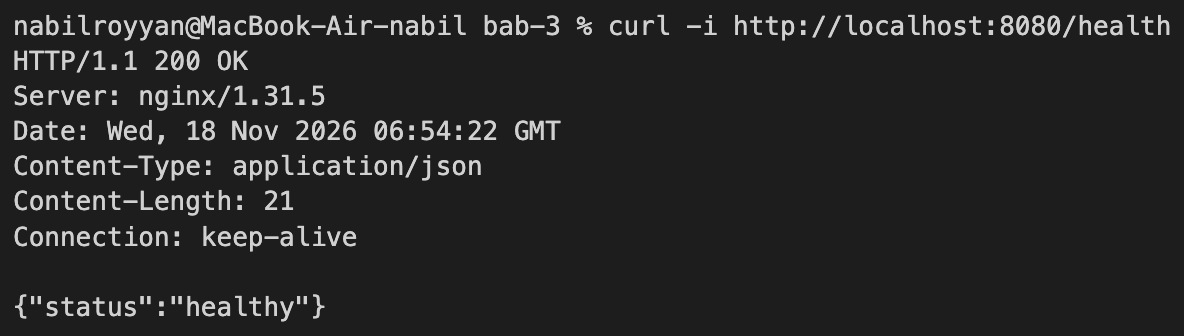 nabilroyyan@MacBook-Air-nabil bab-3 % curl -i http://localhost:8080/health
HTTP/1.1 200 OK
Server: nginx/1.31.5
Date: Wed, 18 Nov 2026 06:54:22 GMT
Content-Type: application/json
Content-Length: 21
Connection: keep-alive

{"status":"healthy"}